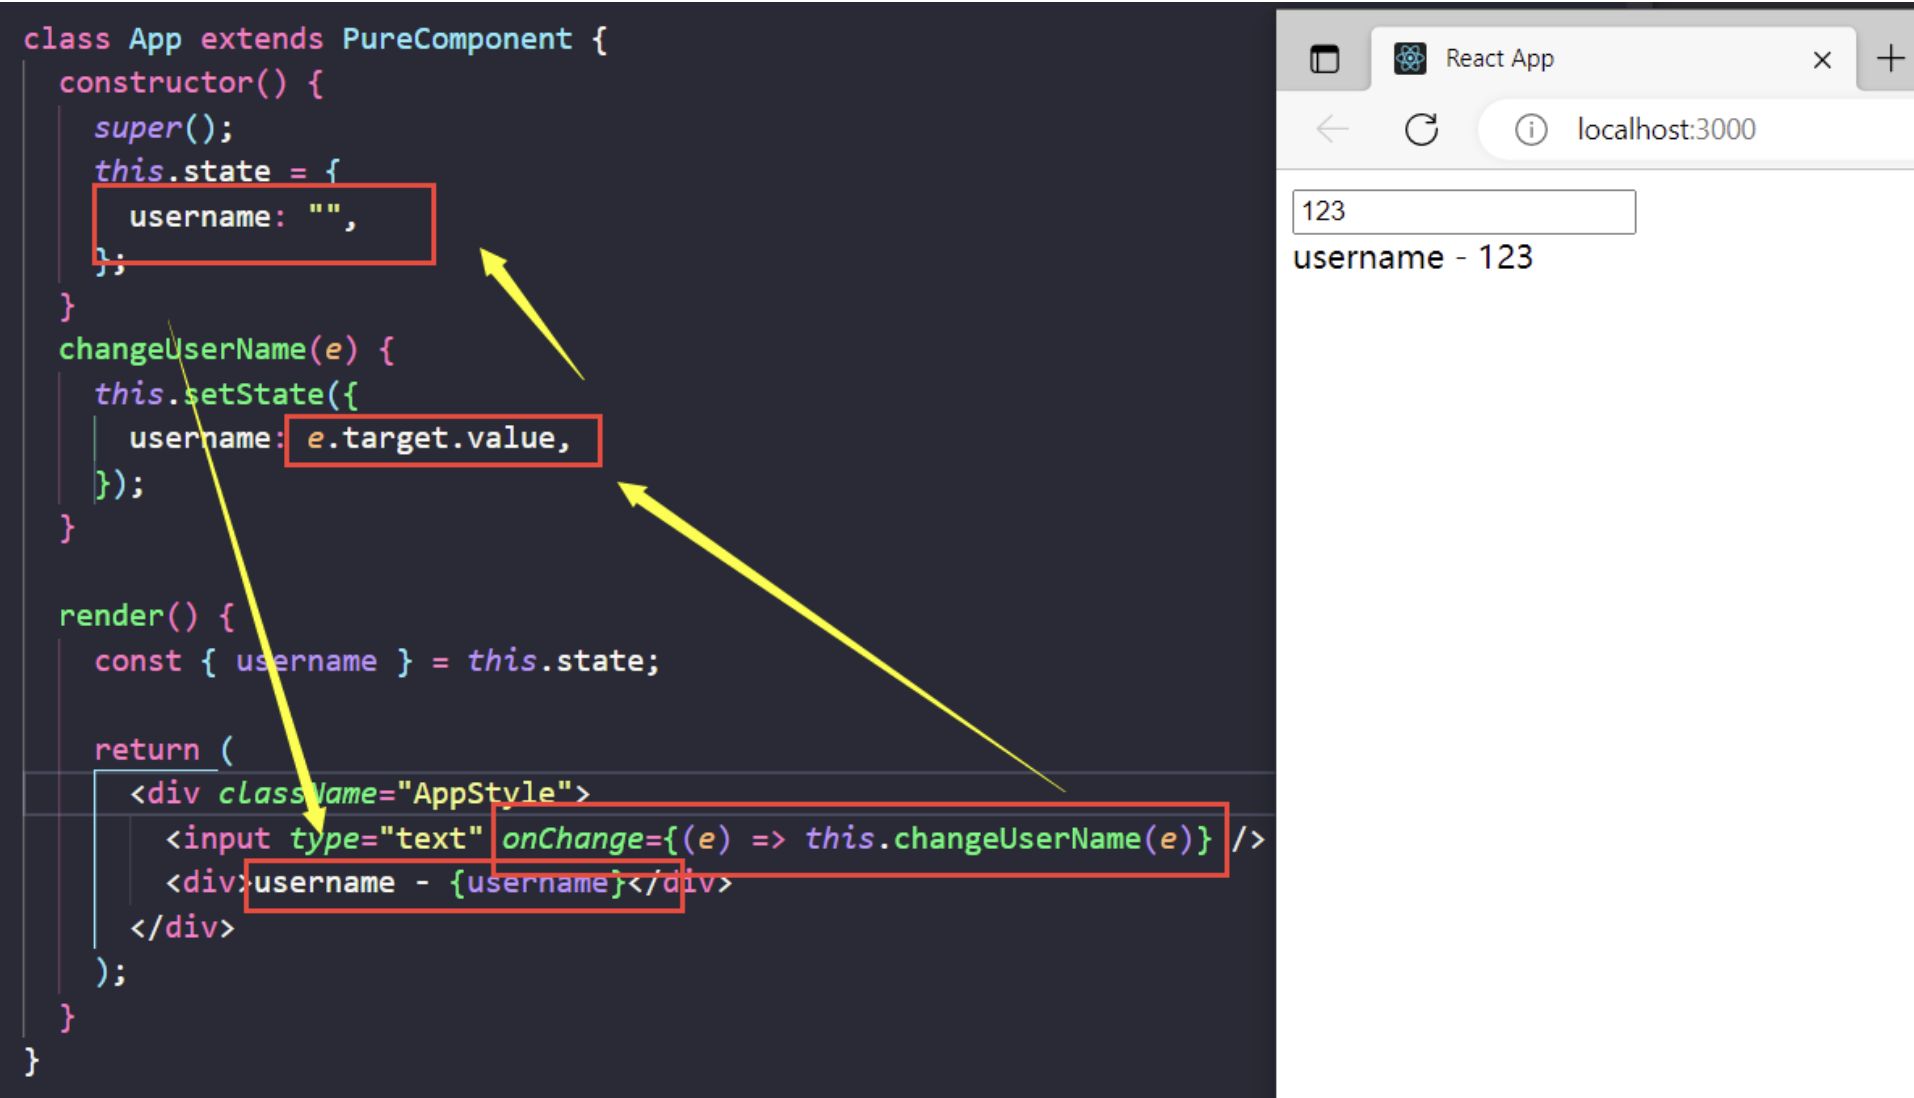 class App extends PureComponent {
constructor() {
super();
this.state = {
username: "",
};
}
changeUserName(e) {
this.setState({
username: e.target.value,
});
}
render() {
const { username } = this.state;
return (
<div className="AppStyle">
<input type="text" onChange={(e) => this.changeUserName(e)} />
<div>username - {username}</div>
</div>
);
}
}
React App
localhost:3000
123
username - 123